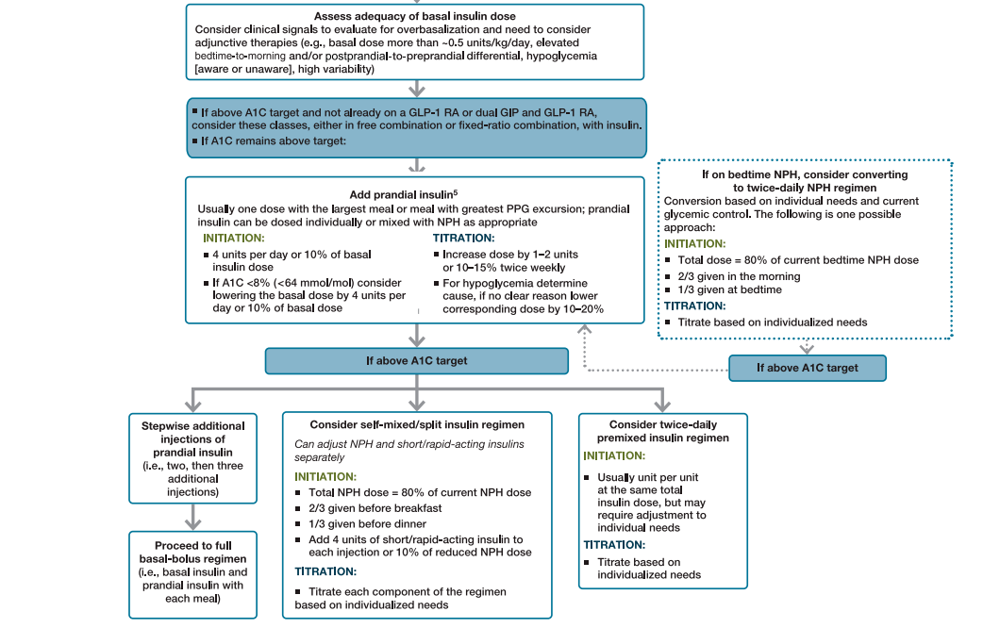 Assess adequacy of basal insulin dose
Consider clinical signals to evaluate for overbasalization and need to consider
adjunctive therapies (e.g., basal dose more than ~0.5 units/kg/day, elevated
bedtime-to-morning and/or postprandial-to-preprandial differential, hypoglycemia
[aware or unaware], high variability)
▪ If above A1C target and not already on a GLP-1 RA or dual GIP and GLP-1 RA,
consider these classes, either in free combination or fixed-ratio combination, with insulin.
▪ If A1C remains above target:
Add prandial insulin⁵
Usually one dose with the largest meal or meal with greatest PPG excursion; prandial
insulin can be dosed individually or mixed with NPH as appropriate
INITIATION:
▪ 4 units per day or 10% of basal
insulin dose
▪ If A1C <8% (<64 mmol/mol) consider
lowering the basal dose by 4 units per
day or 10% of basal dose
TITRATION:
▪ Increase dose by 1–2 units
or 10–15% twice weekly
▪ For hypoglycemia determine
cause, if no clear reason lower
corresponding dose by 10–20%
If on bedtime NPH, consider converting
to twice-daily NPH regimen
Conversion based on individual needs and current
glycemic control. The following is one possible
approach:
INITIATION:
▪ Total dose = 80% of current bedtime NPH dose
▪ 2/3 given in the morning
▪ 1/3 given at bedtime
TITRATION:
▪ Titrate based on individualized needs
If above A1C target
If above A1C target
Stepwise additional
injections of
prandial insulin
(i.e., two, then three
additional
injections)
Proceed to full
basal-bolus regimen
(i.e., basal insulin and
prandial insulin with
each meal)
Consider self-mixed/split insulin regimen
Can adjust NPH and short/rapid-acting insulins
separately
INITIATION:
▪ Total NPH dose = 80% of current NPH dose
▪ 2/3 given before breakfast
▪ 1/3 given before dinner
▪ Add 4 units of short/rapid-acting insulin to
each injection or 10% of reduced NPH dose
TITRATION:
▪ Titrate each component of the regimen
based on individualized needs
Consider twice-daily
premixed insulin regimen
INITIATION:
▪ Usually unit per unit
at the same total
insulin dose, but may
require adjustment to
individual needs
TITRATION:
▪ Titrate based on
individualized needs